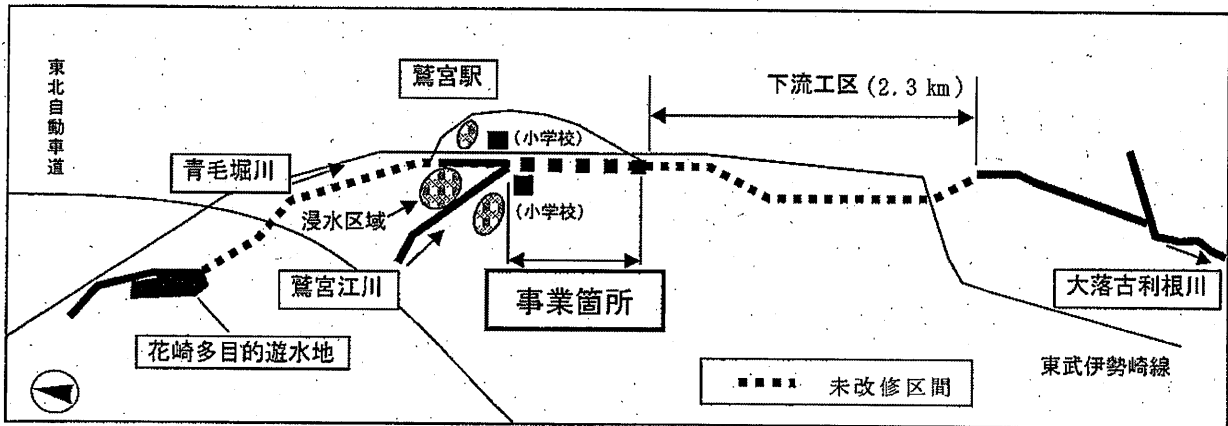 東北自動車道
鷲宮駅
下流工区 (2.3 km)
(小学校)
青毛堀川
浸水区域
(小学校)
鷲宮江川
事業箇所
大落古利根川
花崎多目的遊水地
東武伊勢崎線
未改修区間